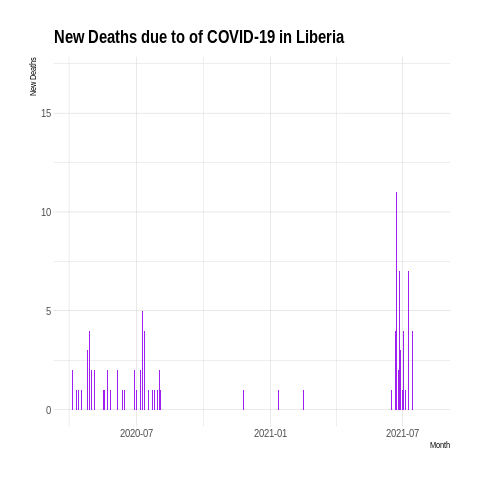 New Deaths due to of COVID-19 in Liberia
New Deaths
15
10
5
0
2020-07
2021-01
2021-07
Month